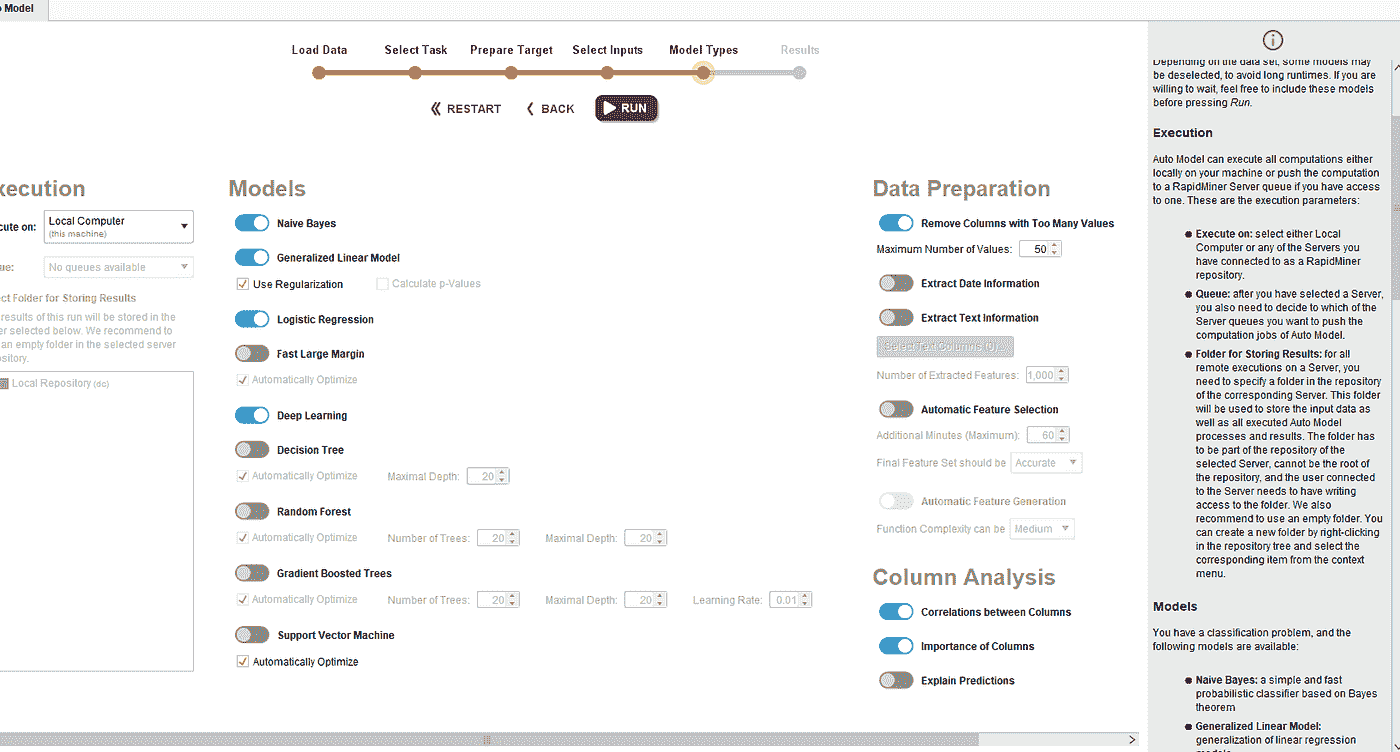 Model
Load Data
Select Task
Prepare Target
Select Inputs
Model Types
Results
RESTART
BACK
RUN
xecution
cute on:
Local Computer
(this machine)
ue:
No queues available
ct Folder for Storing Results
results of this run will be stored in the
er selected below. We recommend to
an empty folder in the selected server
ository.
Local Repository (dc)
Models
Naive Bayes
Generalized Linear Model
Use Regularization
Calculate p-Values
Logistic Regression
Fast Large Margin
Automatically Optimize
Deep Learning
Decision Tree
Automatically Optimize
Maximal Depth: 20
Random Forest
Automatically Optimize
Number of Trees: 20
Maximal Depth: 20
Gradient Boosted Trees
Automatically Optimize
Number of Trees: 20
Maximal Depth: 20
Learning Rate: 0.01
Support Vector Machine
Automatically Optimize
Data Preparation
Remove Columns with Too Many Values
Maximum Number of Values: 50
Extract Date Information
Extract Text Information
Select Text Columns (0)...
Number of Extracted Features: 1,000
Automatic Feature Selection
Additional Minutes (Maximum): 60
Final Feature Set should be Accurate
Automatic Feature Generation
Function Complexity can be Medium
Column Analysis
Correlations between Columns
Importance of Columns
Explain Predictions
Depending on the data set, some models may
be deselected, to avoid long runtimes. If you are
willing to wait, feel free to include these models
before pressing Run.
Execution
Auto Model can execute all computations either
locally on your machine or push the computation
to a RapidMiner Server queue if you have access
to one. These are the execution parameters:
Execute on: select either Local
Computer or any of the Servers you
have connected to as a RapidMiner
repository.
Queue: after you have selected a Server,
you also need to decide to which of the
Server queues you want to push the
computation jobs of Auto Model.
Folder for Storing Results: for all
remote executions on a Server, you
need to specify a folder in the repository
of the corresponding Server. This folder
will be used to store the input data as
well as all executed Auto Model
processes and results. The folder has
to be part of the repository of the
selected Server, cannot be the root of
the repository, and the user connected
to the Server needs to have writing
access to the folder. We also
recommend to use an empty folder. You
can create a new folder by right-clicking
in the repository tree and select the
corresponding item from the context
menu.
Models
You have a classification problem, and the
following models are available:
Naive Bayes: a simple and fast
probabilistic classifier based on Bayes
theorem
Generalized Linear Model:
generalization of linear regression
models